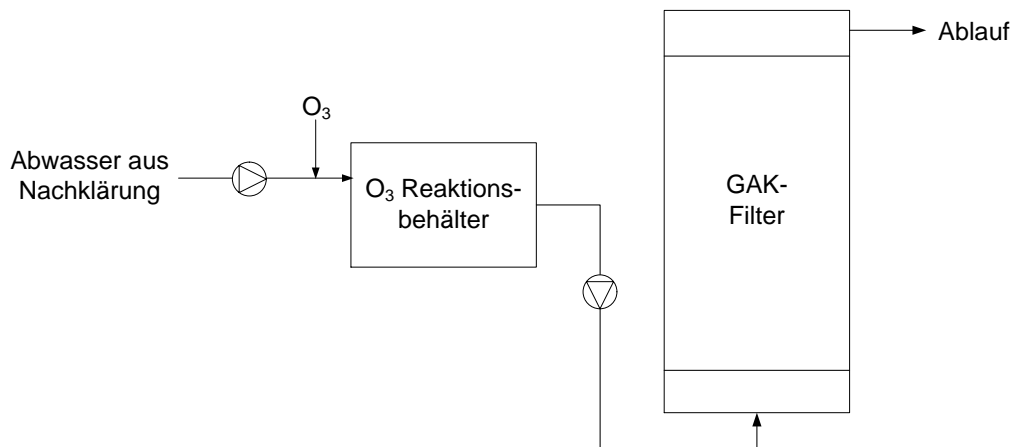 Abwasser aus
Nachklärung
O₃
O₃ Reaktions-
behälter
GAK-
Filter
Ablauf